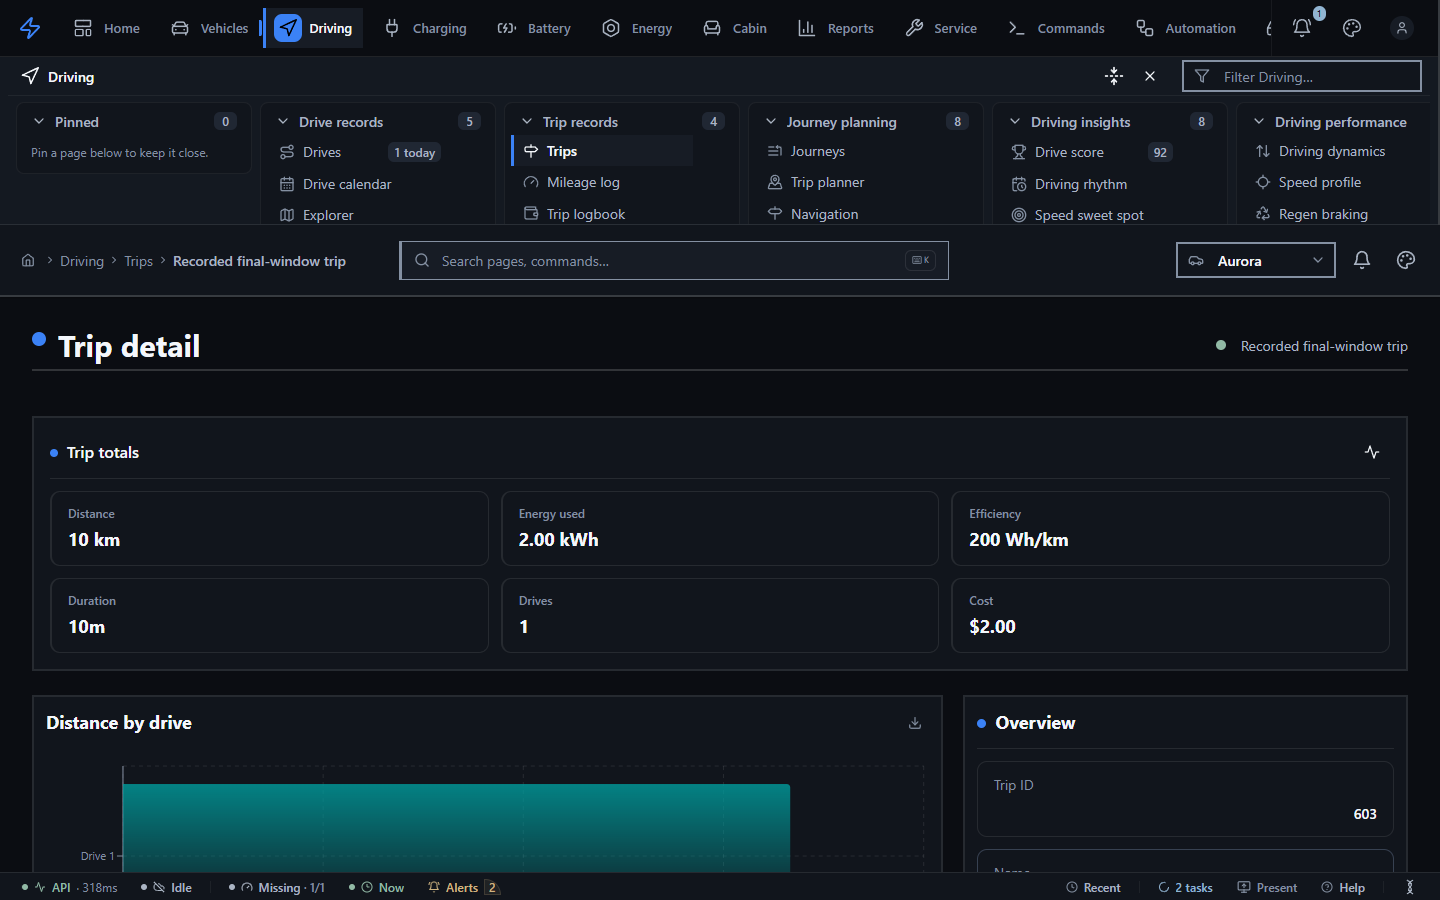 Home Vehicles Driving Charging Battery Energy Cabin Reports Service Commands Automation 1
Driving Filter Driving...
Pinned 0 Drive records 5 Trip records 4 Journey planning 8 Driving insights 8 Driving performance
Pin a page below to keep it close. Drives 1 today Trips Journeys Drive score 92 Driving dynamics
Drive calendar Mileage log Trip planner Driving rhythm Speed profile
Explorer Trip logbook Navigation Speed sweet spot Regen braking
Driving Trips Recorded final-window trip Search pages, commands... K Aurora
Trip detail Recorded final-window trip
Trip totals
Distance Energy used Efficiency
10 km 2.00 kWh 200 Wh/km
Duration Drives Cost
10m 1 $2.00
Distance by drive Overview
Trip ID
603
Drive 1
Name
API · 318ms Idle Missing · 1/1 Now Alerts 2 Recent 2 tasks Present Help